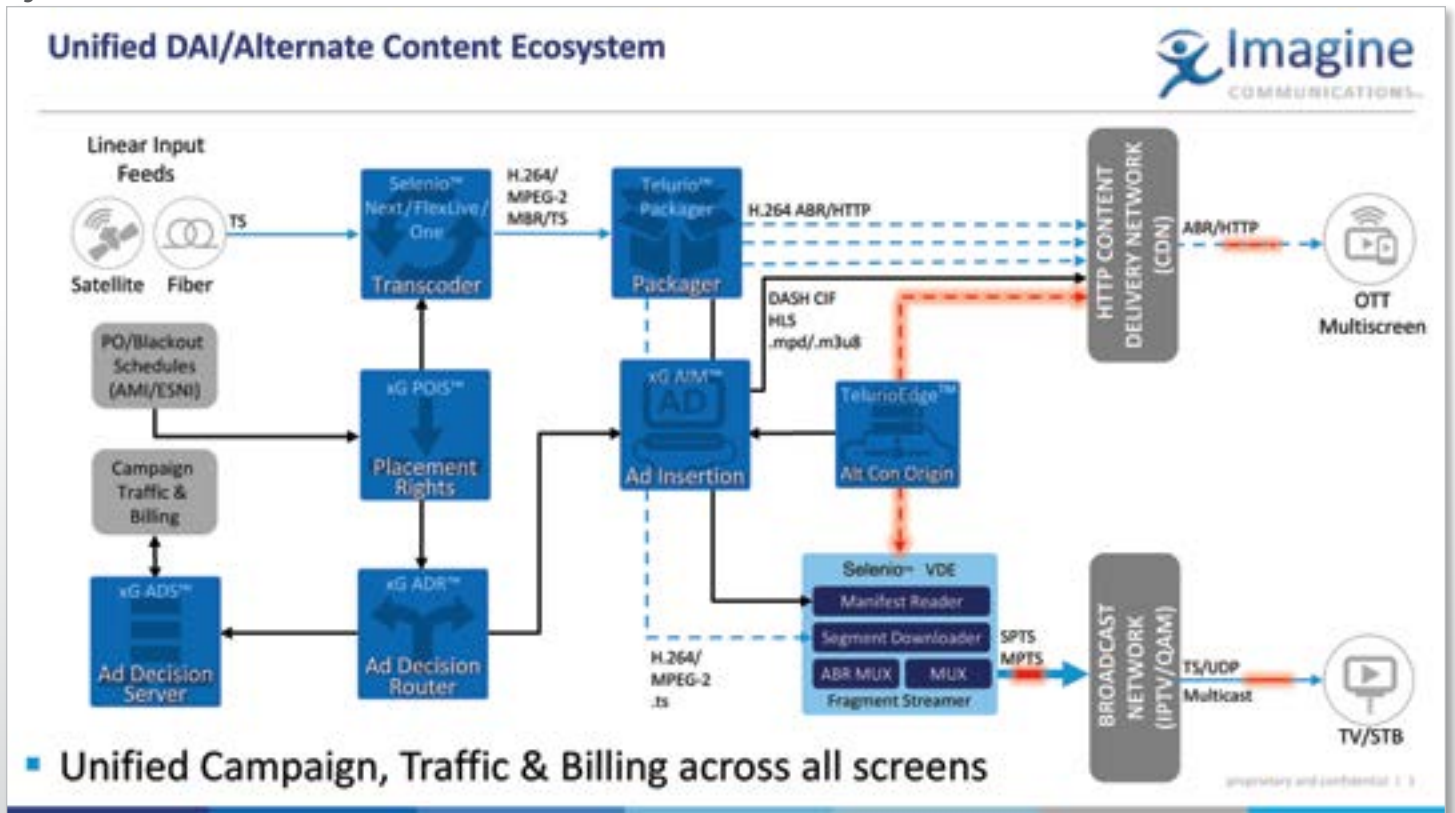 Unified DAI/Alternate Content Ecosystem
Imagine
COMMUNICATIONS
Linear Input
Feeds
TS
Satellite
Fiber
Selenio™
Next/FlexLive/
One
Transcoder
H.264/
MPEG-2
MBR/TS
Telurio™
Packager
Packager
H.264 ABR/HTTP
HTTP CONTENT
DELIVERY NETWORK
(CDN)
ABR/HTTP
OTT
Multiscreen
DASH CIF
HLS
.mpd/.m3u8
PO/Blackout
Schedules
(AMI/ESNI)
xG POIS™
Placement
Rights
xG AIM™
AD
Ad Insertion
TelurioEdge™
Alt Con Origin
Campaign
Traffic &
Billing
xG ADS™
Ad Decision
Server
xG ADR™
Ad Decision
Router
H.264/
MPEG-2
.ts
Selenio™ VDE
Manifest Reader
Segment Downloader
ABR MUX
MUX
Fragment Streamer
SPTS
MPTS
BROADCAST
NETWORK
(IPTV/QAM)
TS/UDP
Multicast
TV/STB
▪ Unified Campaign, Traffic & Billing across all screens
proprietary and confidential | 3